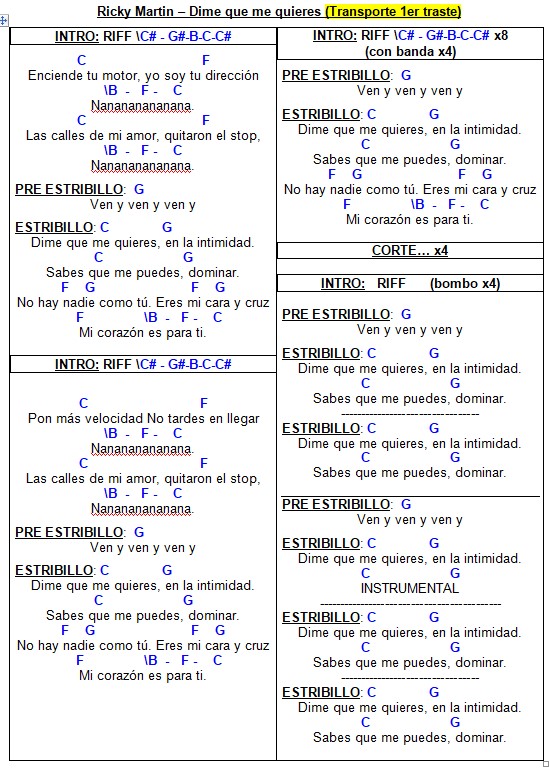 Ricky Martin – Dime que me quieres (Transporte 1er traste)
INTRO: RIFF \C# - G#-B-C-C#
C F
Enciende tu motor, yo soy tu dirección
\B - F - C
Nananananananana.
C F
Las calles de mi amor, quitaron el stop,
\B - F - C
Nananananananana.
PRE ESTRIBILLO: G
Ven y ven y ven y
ESTRIBILLO: C G
Dime que me quieres, en la intimidad.
C G
Sabes que me puedes, dominar.
F G F G
No hay nadie como tú. Eres mi cara y cruz
F \B - F - C
Mi corazón es para ti.
INTRO: RIFF \C# - G#-B-C-C#
C F
Pon más velocidad No tardes en llegar
\B - F - C
Nananananananana.
C F
Las calles de mi amor, quitaron el stop,
\B - F - C
Nananananananana.
PRE ESTRIBILLO: G
Ven y ven y ven y
ESTRIBILLO: C G
Dime que me quieres, en la intimidad.
C G
Sabes que me puedes, dominar.
F G F G
No hay nadie como tú. Eres mi cara y cruz
F \B - F - C
Mi corazón es para ti.
INTRO: RIFF \C# - G#-B-C-C# x8
(con banda x4)
PRE ESTRIBILLO: G
Ven y ven y ven y
ESTRIBILLO: C G
Dime que me quieres, en la intimidad.
C G
Sabes que me puedes, dominar.
F G F G
No hay nadie como tú. Eres mi cara y cruz
F \B - F - C
Mi corazón es para ti.
CORTE... x4
INTRO: RIFF (bombo x4)
PRE ESTRIBILLO: G
Ven y ven y ven y
ESTRIBILLO: C G
Dime que me quieres, en la intimidad.
C G
Sabes que me puedes, dominar.
--------------------------------
ESTRIBILLO: C G
Dime que me quieres, en la intimidad.
C G
Sabes que me puedes, dominar.
PRE ESTRIBILLO: G
Ven y ven y ven y
ESTRIBILLO: C G
Dime que me quieres, en la intimidad.
C G
INSTRUMENTAL
------------------------------------------
ESTRIBILLO: C G
Dime que me quieres, en la intimidad.
C G
Sabes que me puedes, dominar.
--------------------------------
ESTRIBILLO: C G
Dime que me quieres, en la intimidad.
C G
Sabes que me puedes, dominar.